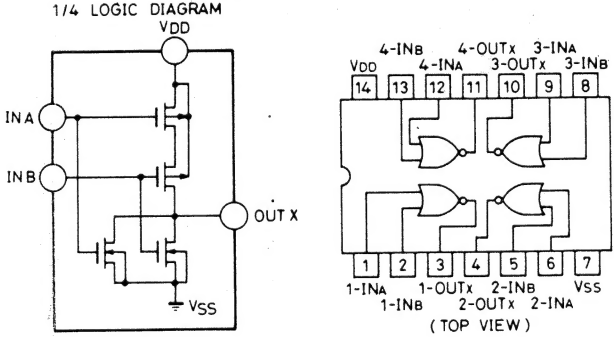 1/4 LOGIC DIAGRAM
VDD
INA
INB
OUT X
VSS
4-INB 4-OUTX 3-INA
VDD 4-INA 3-OUTX 3-INB
14 13 12 11 10 9 8
1 2 3 4 5 6 7
1-INA 1-OUTX 2-INB VSS
1-INB 2-OUTX 2-INA
(TOP VIEW)